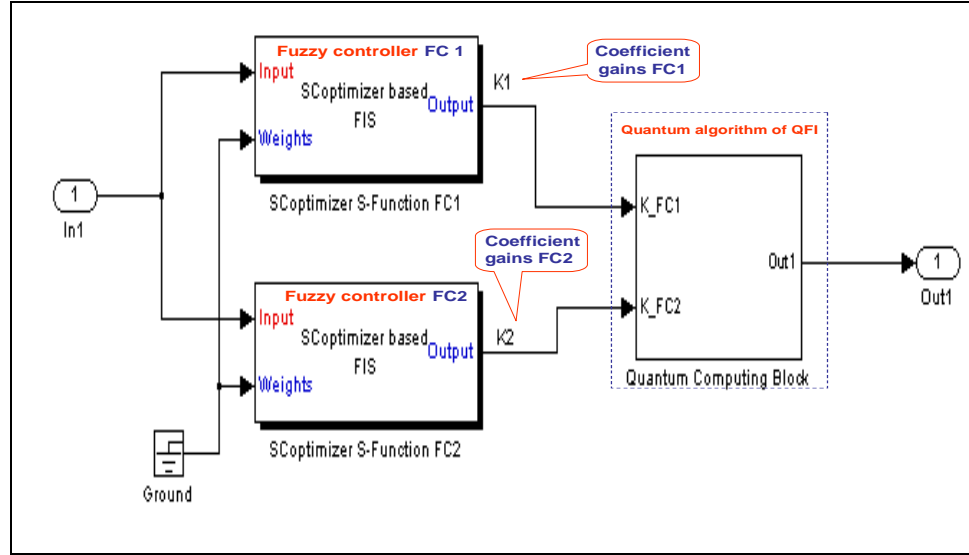 Fuzzy controller FC 1
Input
SCoptimizer based
FIS
Output
Weights
SCoptimizer S-Function FC1
K1
Coefficient
gains FC1
Quantum algorithm of QFI
1
In1
K_FC1
Out1
K_FC2
Quantum Computing Block
1
Out1
Coefficient
gains FC2
Fuzzy controller FC2
Input
SCoptimizer based
FIS
Output
Weights
K2
SCoptimizer S-Function FC2
Ground